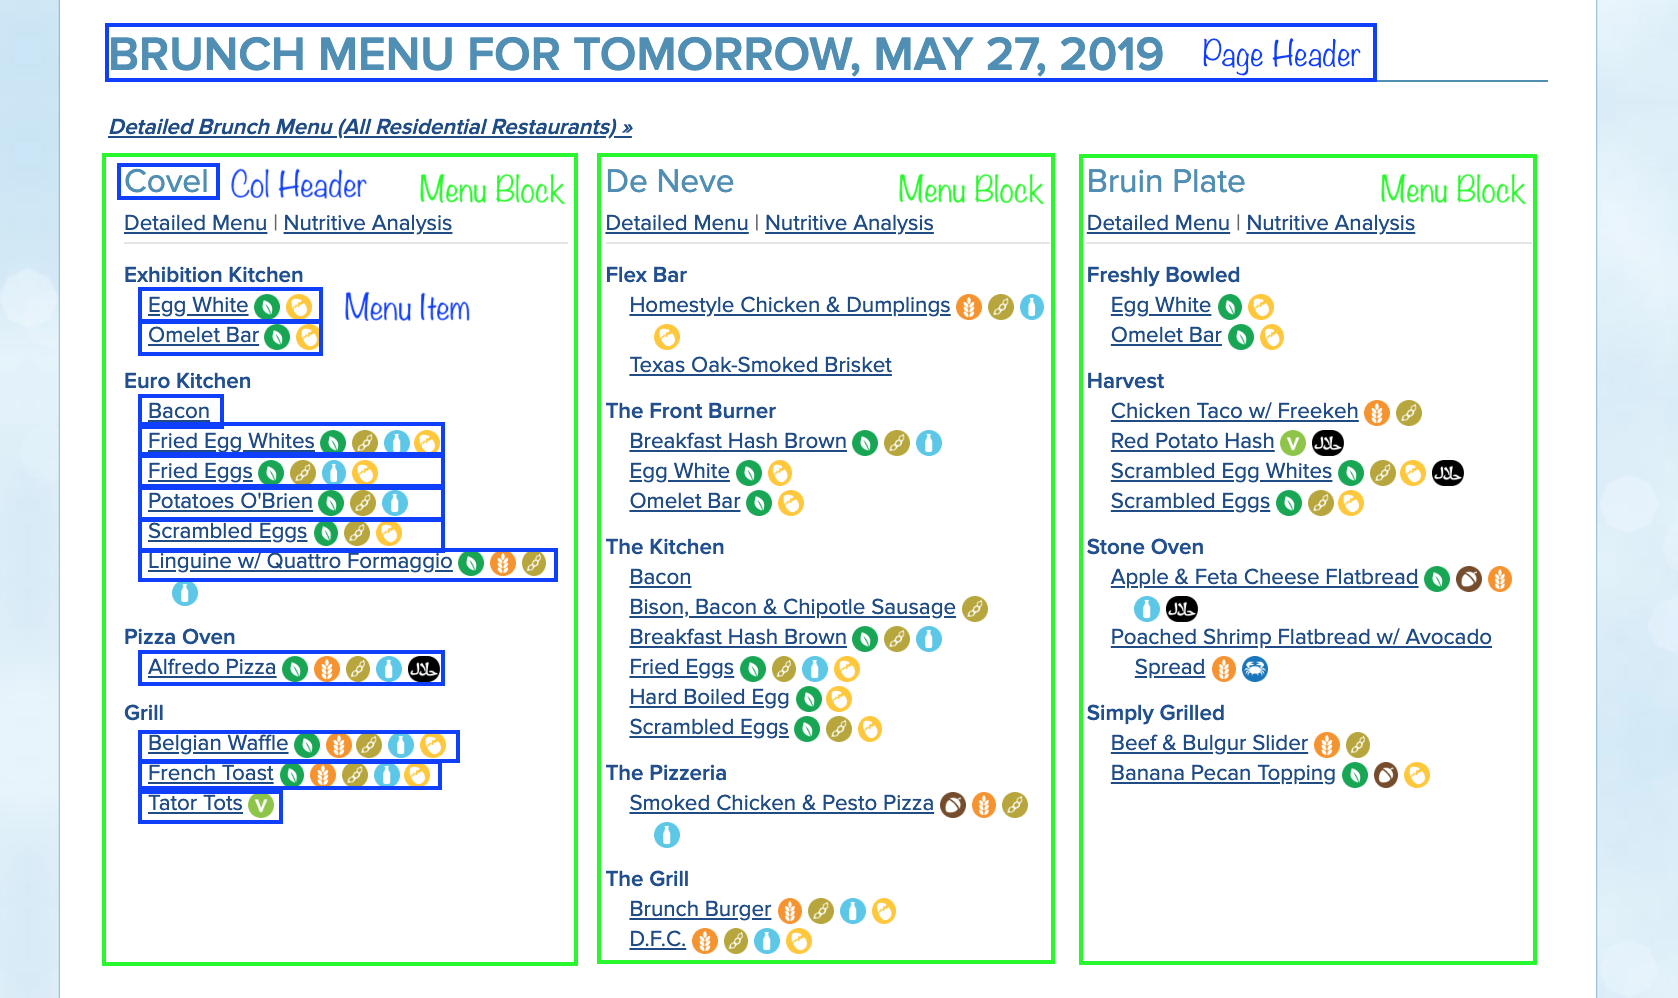 BRUNCH MENU FOR TOMORROW, MAY 27, 2019 Page Header
Detailed Brunch Menu (All Residential Restaurants) »
Covel Col Header Menu Block
Detailed Menu | Nutritive Analysis
Exhibition Kitchen
Egg White
Menu Item
Omelet Bar
Euro Kitchen
Bacon
Fried Egg Whites
Fried Eggs
Potatoes O'Brien
Scrambled Eggs
Linguine w/ Quattro Formaggio
Pizza Oven
Alfredo Pizza حلال
Grill
Belgian Waffle
French Toast
Tator Tots V
De Neve Menu Block
Detailed Menu | Nutritive Analysis
Flex Bar
Homestyle Chicken & Dumplings
Texas Oak-Smoked Brisket
The Front Burner
Breakfast Hash Brown
Egg White
Omelet Bar
The Kitchen
Bacon
Bison, Bacon & Chipotle Sausage
Breakfast Hash Brown
Fried Eggs
Hard Boiled Egg
Scrambled Eggs
The Pizzeria
Smoked Chicken & Pesto Pizza
The Grill
Brunch Burger
D.F.C.
Bruin Plate Menu Block
Detailed Menu | Nutritive Analysis
Freshly Bowled
Egg White
Omelet Bar
Harvest
Chicken Taco w/ Freekeh
Red Potato Hash V حلال
Scrambled Egg Whites حلال
Scrambled Eggs
Stone Oven
Apple & Feta Cheese Flatbread
حلال
Poached Shrimp Flatbread w/ Avocado
Spread
Simply Grilled
Beef & Bulgur Slider
Banana Pecan Topping